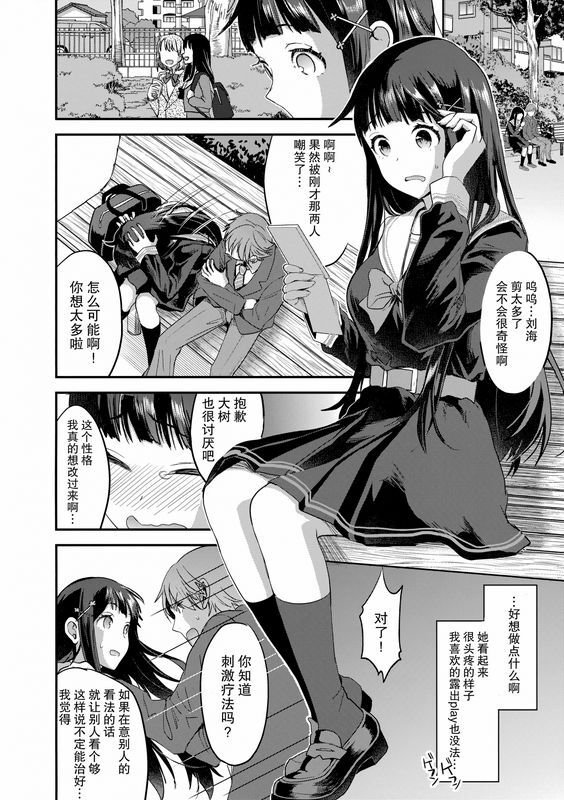 呜呜…刘海
剪太多了
会不会很奇怪啊
啊啊~
果然被刚才那两人
嘲笑了…
怎么可能啊!
你想太多啦
抱歉
大树
也很讨厌吧
这个性格
我真的想改过来啊…
…好想做点什么啊
她看起来
很头疼的样子
我喜欢的露出play也没法…
ゲフン
ゲフン
对了!
你知道
刺激疗法吗?
如果在意别人的
看法的话
就让别人看个够
这样说不定能治好
我觉得